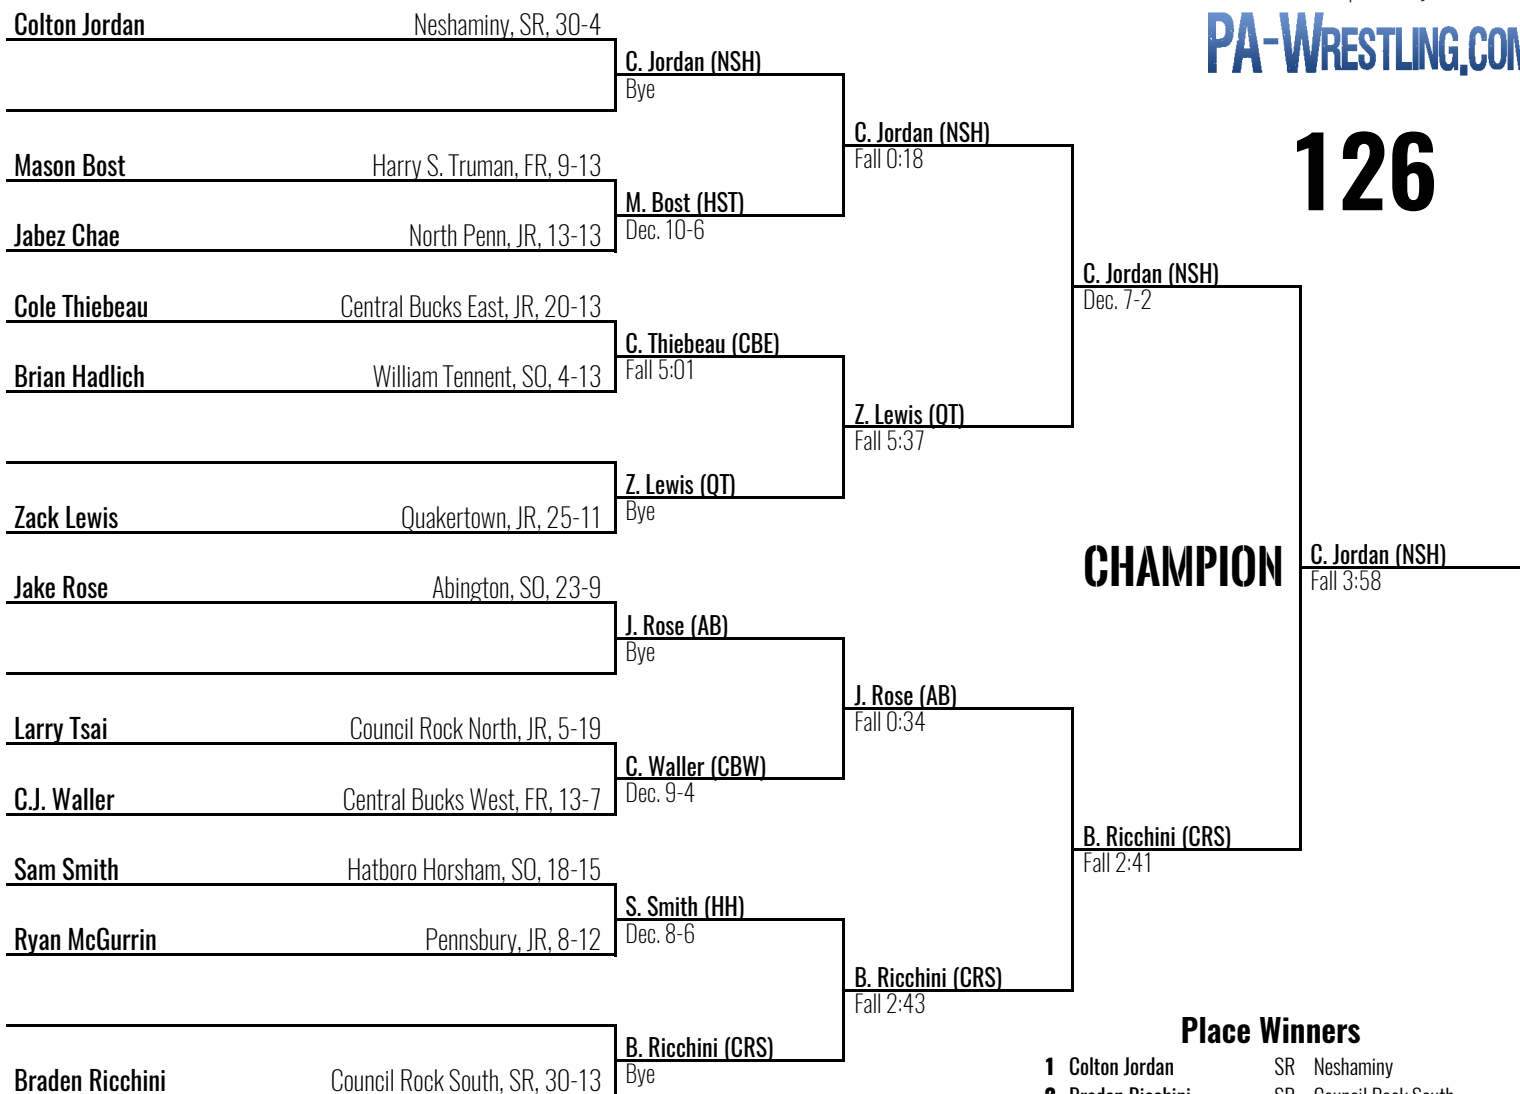 Colton Jordan Neshaminy, SR, 30-4
PA-WRESTLING.COM
C. Jordan (NSH)
Bye
C. Jordan (NSH)
Fall 0:18
126
Mason Bost Harry S. Truman, FR, 9-13
M. Bost (HST)
Dec. 10-6
Jabez Chae North Penn, JR, 13-13
C. Jordan (NSH)
Dec. 7-2
Cole Thiebeau Central Bucks East, JR, 20-13
C. Thiebeau (CBE)
Fall 5:01
Brian Hadlich William Tennent, SO, 4-13
Z. Lewis (QT)
Fall 5:37
Z. Lewis (QT)
Bye
Zack Lewis Quakertown, JR, 25-11
CHAMPION
C. Jordan (NSH)
Fall 3:58
Jake Rose Abington, SO, 23-9
J. Rose (AB)
Bye
J. Rose (AB)
Fall 0:34
Larry Tsai Council Rock North, JR, 5-19
C. Waller (CBW)
Dec. 9-4
C.J. Waller Central Bucks West, FR, 13-7
B. Ricchini (CRS)
Fall 2:41
Sam Smith Hatboro Horsham, SO, 18-15
S. Smith (HH)
Dec. 8-6
Ryan McGurrin Pennsbury, JR, 8-12
B. Ricchini (CRS)
Fall 2:43
Place Winners
B. Ricchini (CRS)
Bye
Braden Ricchini Council Rock South, SR, 30-13
1 Colton Jordan SR Neshaminy
2 Braden Ricchini SR Council Rock South